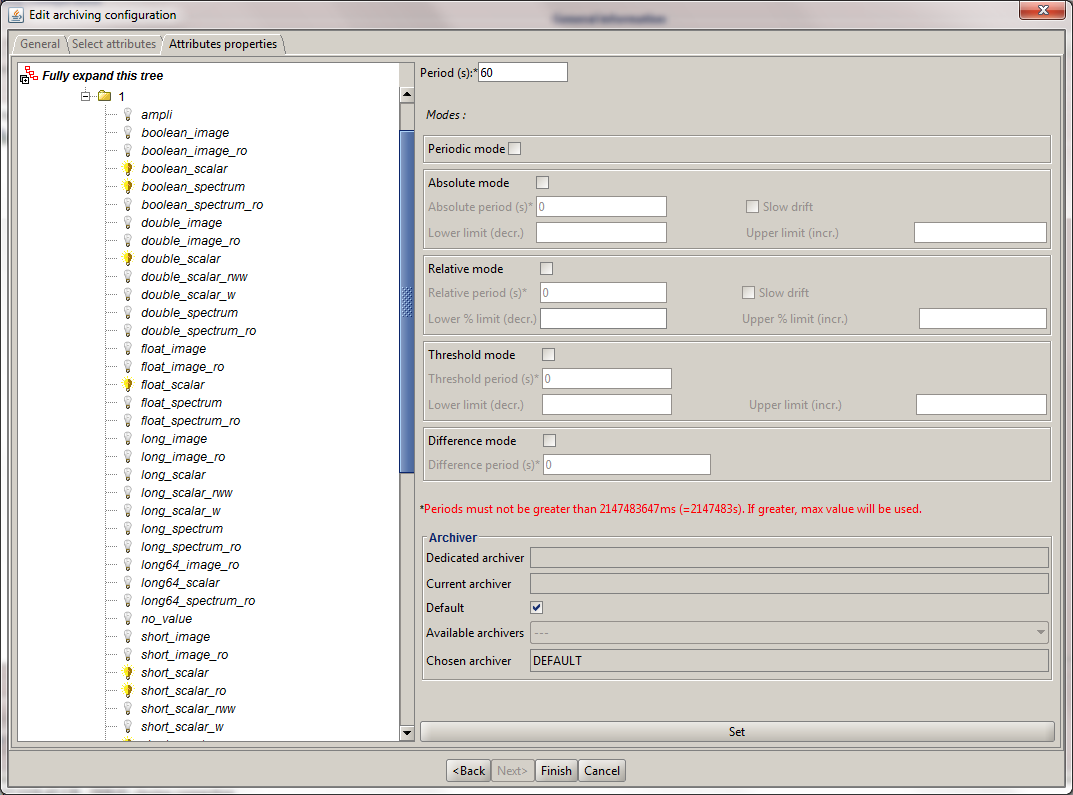 Edit archiving configuration
General Select attributes Attributes properties
Fully expand this tree
1
ampli
boolean_image
boolean_image_ro
boolean_scalar
boolean_spectrum
boolean_spectrum_ro
double_image
double_image_ro
double_scalar
double_scalar_rww
double_scalar_w
double_spectrum
double_spectrum_ro
float_image
float_image_ro
float_scalar
float_spectrum
float_spectrum_ro
long_image
long_image_ro
long_scalar
long_scalar_rww
long_scalar_w
long_spectrum
long_spectrum_ro
long64_image_ro
long64_scalar
long64_spectrum_ro
no_value
short_image
short_image_ro
short_scalar
short_scalar_ro
short_scalar_rww
short_scalar_w
Period (s):* 60
Modes :
Periodic mode
Absolute mode
Absolute period (s)* 0 Slow drift
Lower limit (decr.) Upper limit (incr.)
Relative mode
Relative period (s)* 0 Slow drift
Lower % limit (decr.) Upper % limit (incr.)
Threshold mode
Threshold period (s)* 0
Lower limit (decr.) Upper limit (incr.)
Difference mode
Difference period (s)* 0
*Periods must not be greater than 2147483647ms (=2147483s). If greater, max value will be used.
Archiver
Dedicated archiver
Current archiver
Default
Available archivers ---
Chosen archiver DEFAULT
Set
<Back Next> Finish Cancel